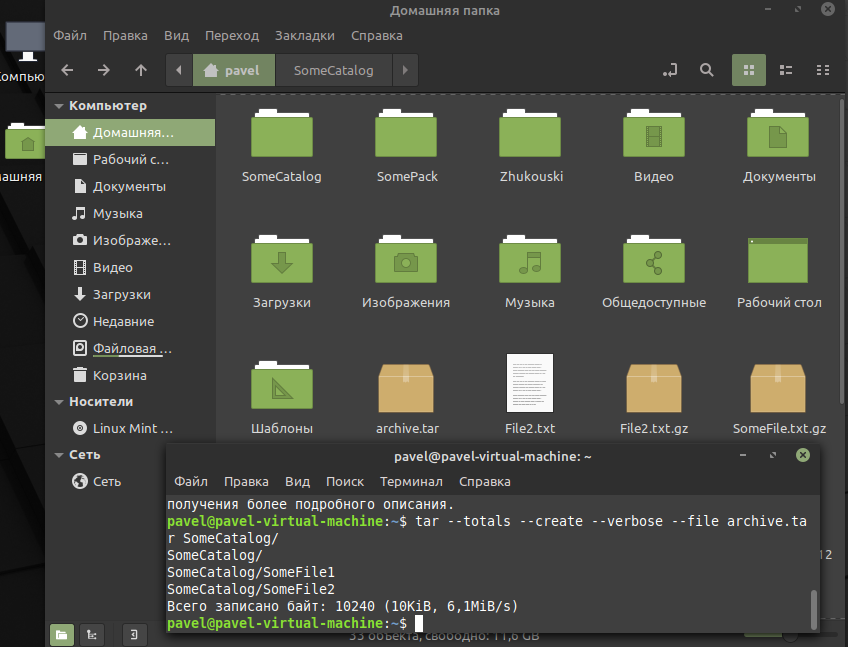 Домашняя папка
Файл Правка Вид Переход Закладки Справка
pavel SomeCatalog
Компьютер
Домашняя...
Рабочий с...
Документы
Музыка
Изображе...
Видео
Загрузки
Недавние
Файловая ...
Корзина
Носители
Linux Mint ...
Сеть
Сеть
SomeCatalog SomePack Zhukouski Видео Документы
Загрузки Изображения Музыка Общедоступные Рабочий стол
Шаблоны archive.tar File2.txt File2.txt.gz SomeFile.txt.gz
pavel@pavel-virtual-machine: ~
Файл Правка Вид Поиск Терминал Справка
получения более подробного описания.
pavel@pavel-virtual-machine:~$ tar --totals --create --verbose --file archive.ta
r SomeCatalog/
SomeCatalog/
SomeCatalog/SomeFile1
SomeCatalog/SomeFile2
Всего записано байт: 10240 (10KiB, 6,1MiB/s)
pavel@pavel-virtual-machine:~$
12
33 объекта, свободно: 11,6 GB
омпью
ашняя